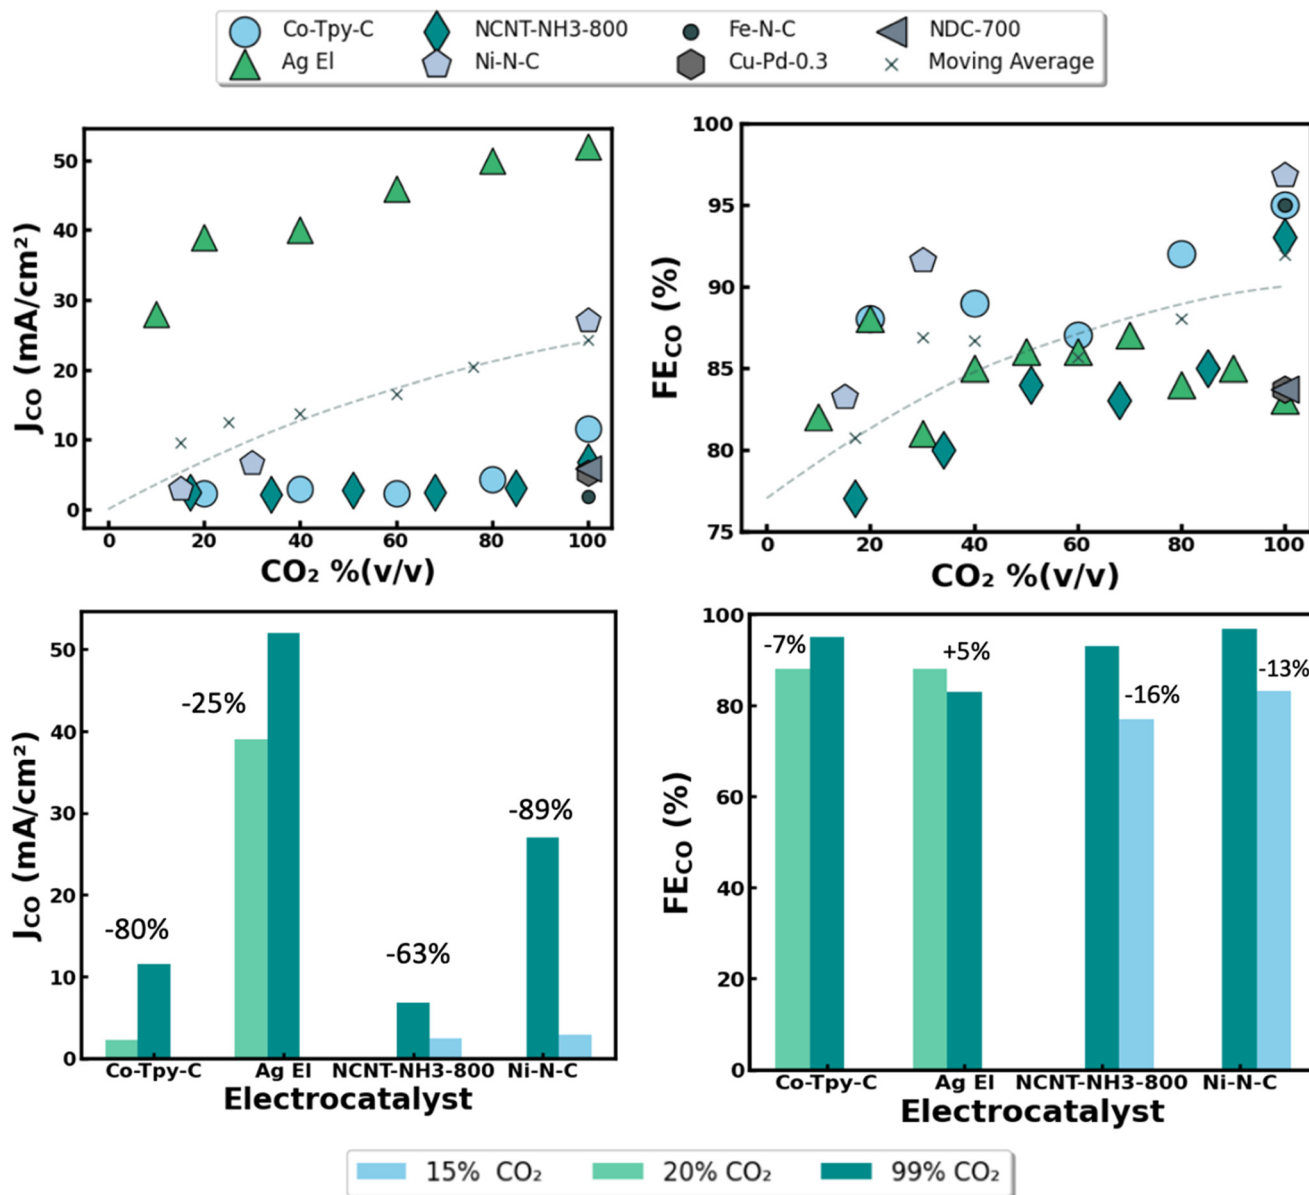 Co-Tpy-C NCNT-NH3-800 Fe-N-C NDC-700
Ag El Ni-N-C Cu-Pd-0.3 Moving Average
50
40
30
20
10
0
Jco (mA/cm²)
0 20 40 60 80 100
CO₂ %(v/v)
100
95
90
85
80
75
FECO (%)
0 20 40 60 80 100
CO₂ %(v/v)
50
40
30
20
10
0
Jco (mA/cm²)
-80%
-25%
-63%
-89%
Co-Tpy-C Ag El NCNT-NH3-800 Ni-N-C
Electrocatalyst
100
80
60
40
20
0
FECO (%)
-7%
+5%
-16%
-13%
Co-Tpy-C Ag El NCNT-NH3-800 Ni-N-C
Electrocatalyst
15% CO₂ 20% CO₂ 99% CO₂